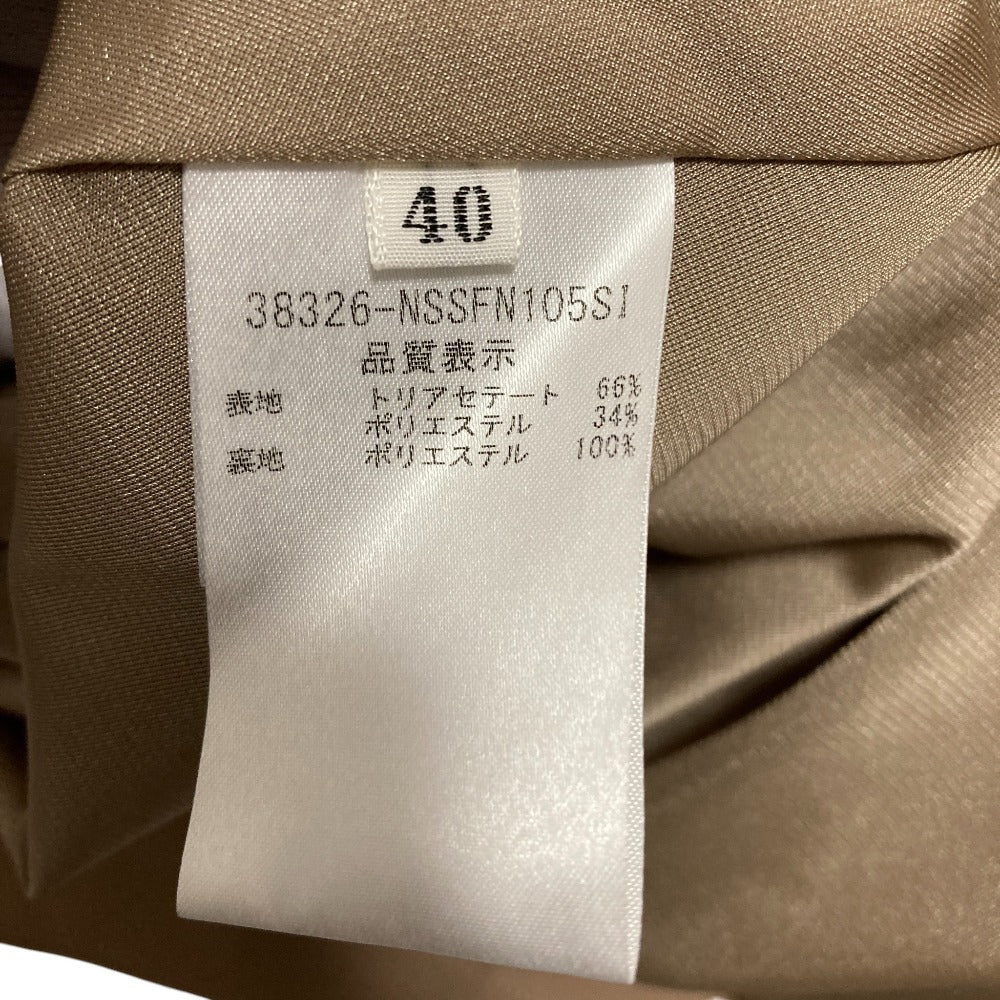 40
38326-NSSFN105SI
品質表示
表地 トリアセテート 66%
ポリエステル 34%
裏地 ポリエステル 100%